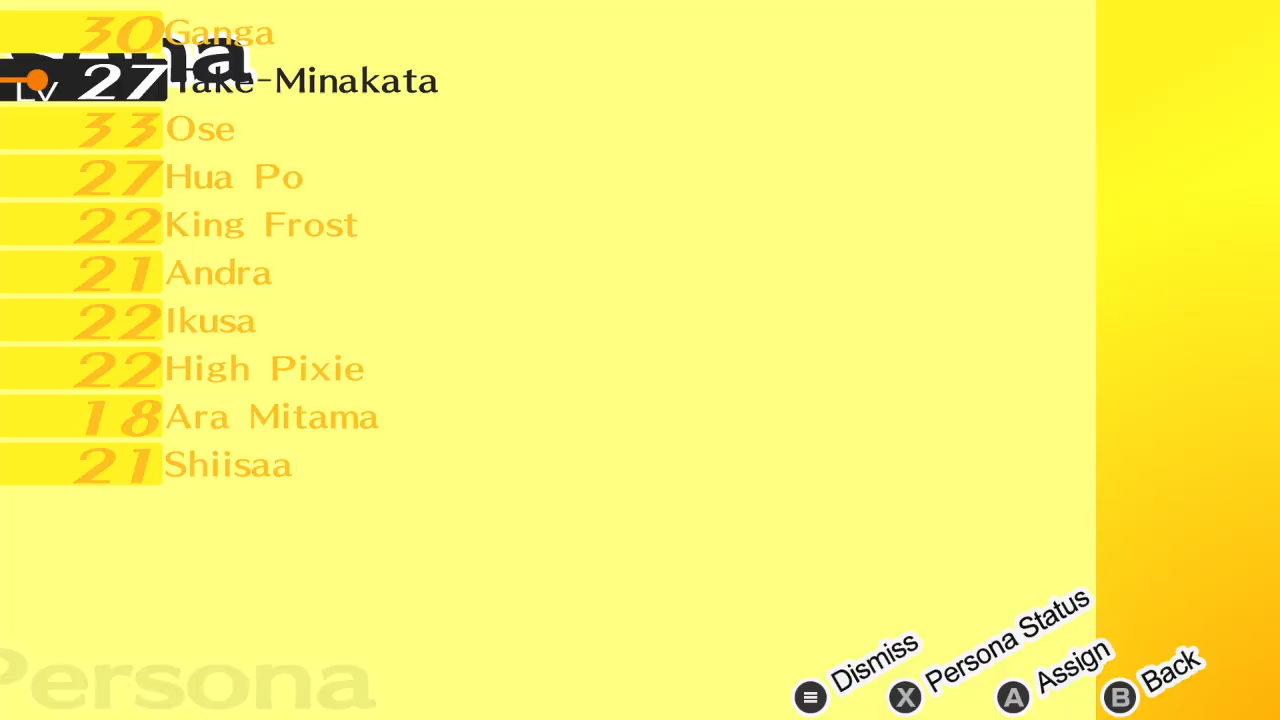 30 Ganga
Lv 27 Take-Minakata
33 Ose
27 Hua Po
22 King Frost
21 Andra
22 Ikusa
22 High Pixie
18 Ara Mitama
21 Shiisaa
Persona
Dismiss
X Persona Status
A Assign
B Back